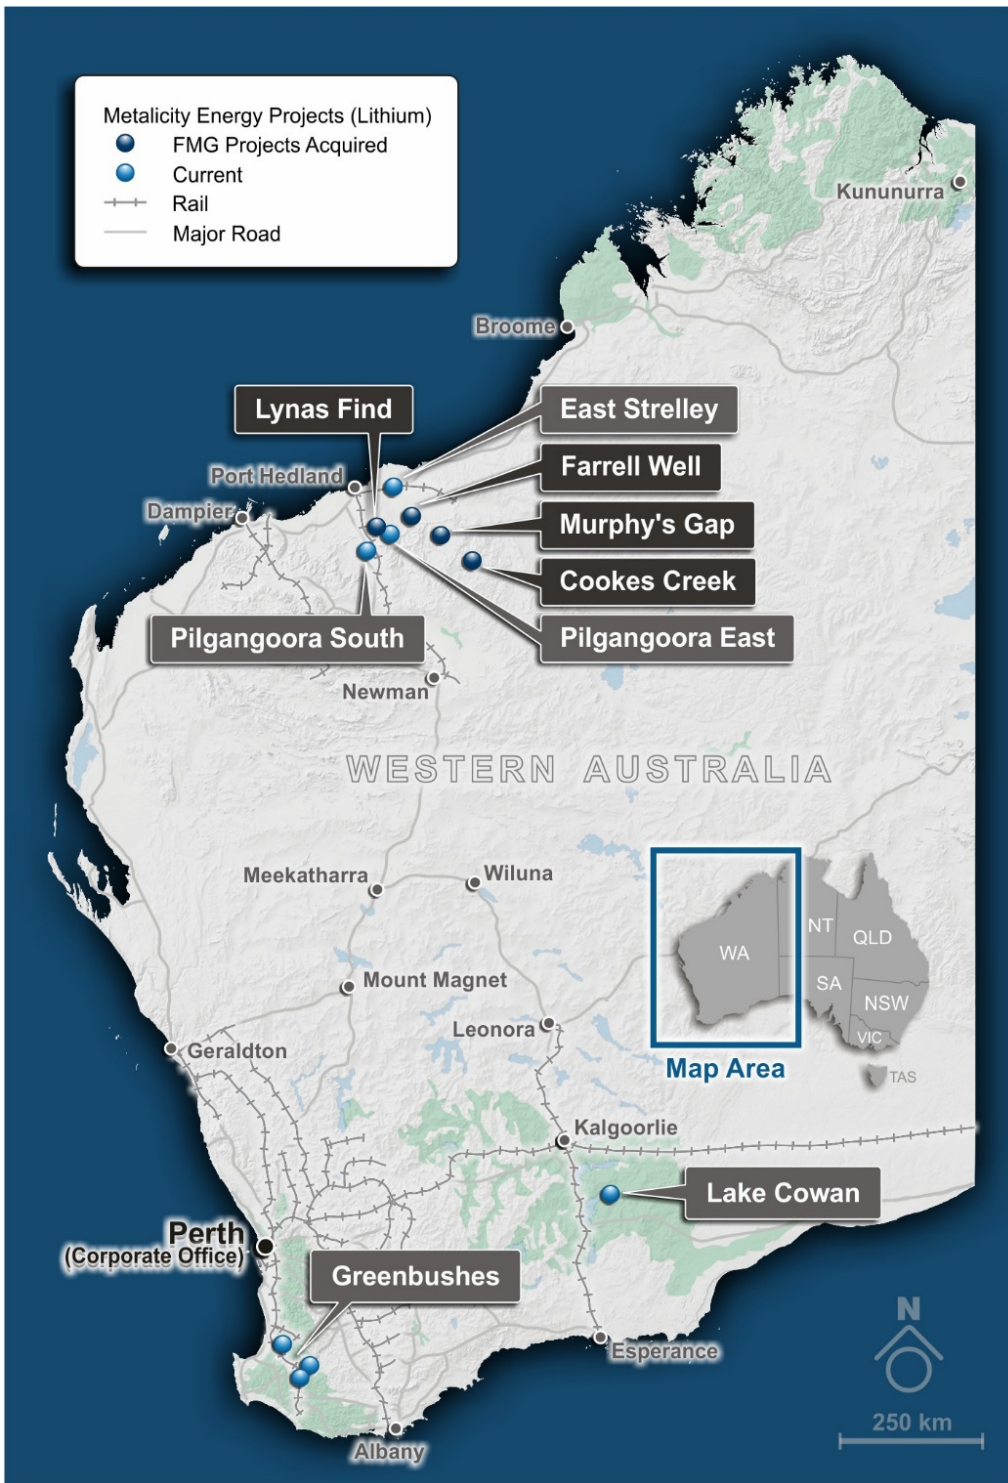 Metalicity Energy Projects (Lithium)
FMG Projects Acquired
Current
Rail
Major Road
Kununurra
Broome
Lynas Find
East Strelley
Port Hedland
Farrell Well
Dampier
Murphy's Gap
Cookes Creek
Pilgangoora South
Pilgangoora East
Newman
WESTERN AUSTRALIA
Meekatharra
Wiluna
NT
QLD
WA
SA
NSW
VIC
TAS
Map Area
Mount Magnet
Leonora
Geraldton
Kalgoorlie
Lake Cowan
Perth
(Corporate Office)
Greenbushes
Esperance
Albany
N
250 km